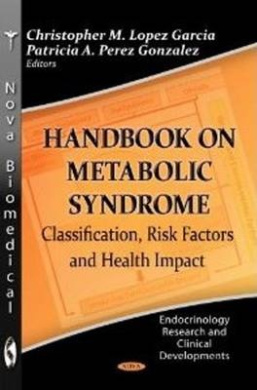 Christopher M. Lopez Garcia
Patricia A. Perez Gonzalez
Editors
Nova Biomedical
HANDBOOK ON
METABOLIC
SYNDROME
Classification, Risk Factors
and Health Impact
Endocrinology
Research and
Clinical
Developments